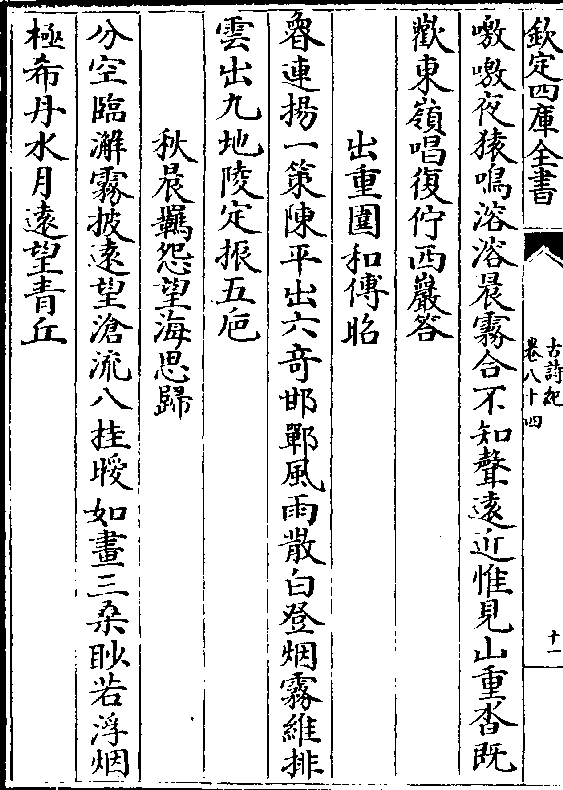 欽定四庫全書
古詩紀
卷八十四
十一
噭噭夜猿鳴溶溶晨霧合不知聲遠近惟見山重沓既
歡東嶺唱復佇西巖答
出重圍和傅昭
魯連揚一策陳平出六奇邯鄲風雨散白登烟霧維排
雲出九地陵定振五卮
秋晨羈怨望海思歸
分空臨澥霧披遠望滄流八桂曖如畫三桑眇若浮烟
極希丹水月遠望青丘